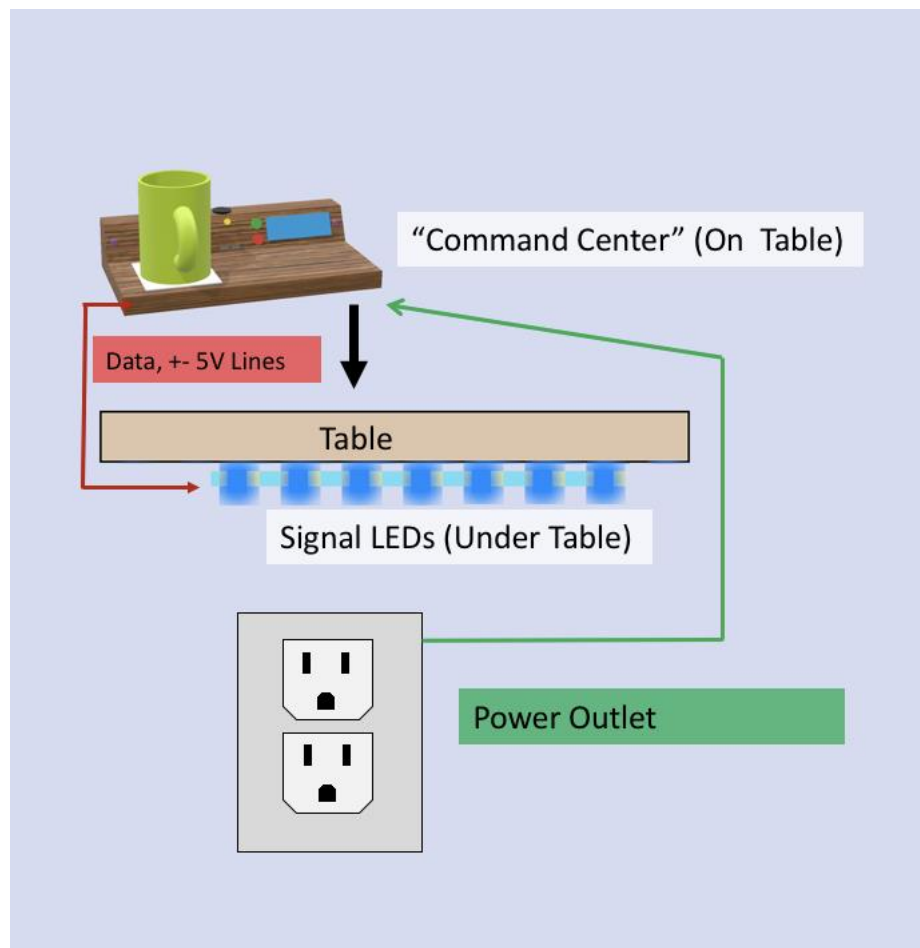 “Command Center” (On Table)
Data, +- 5V Lines
Table
Signal LEDs (Under Table)
Power Outlet